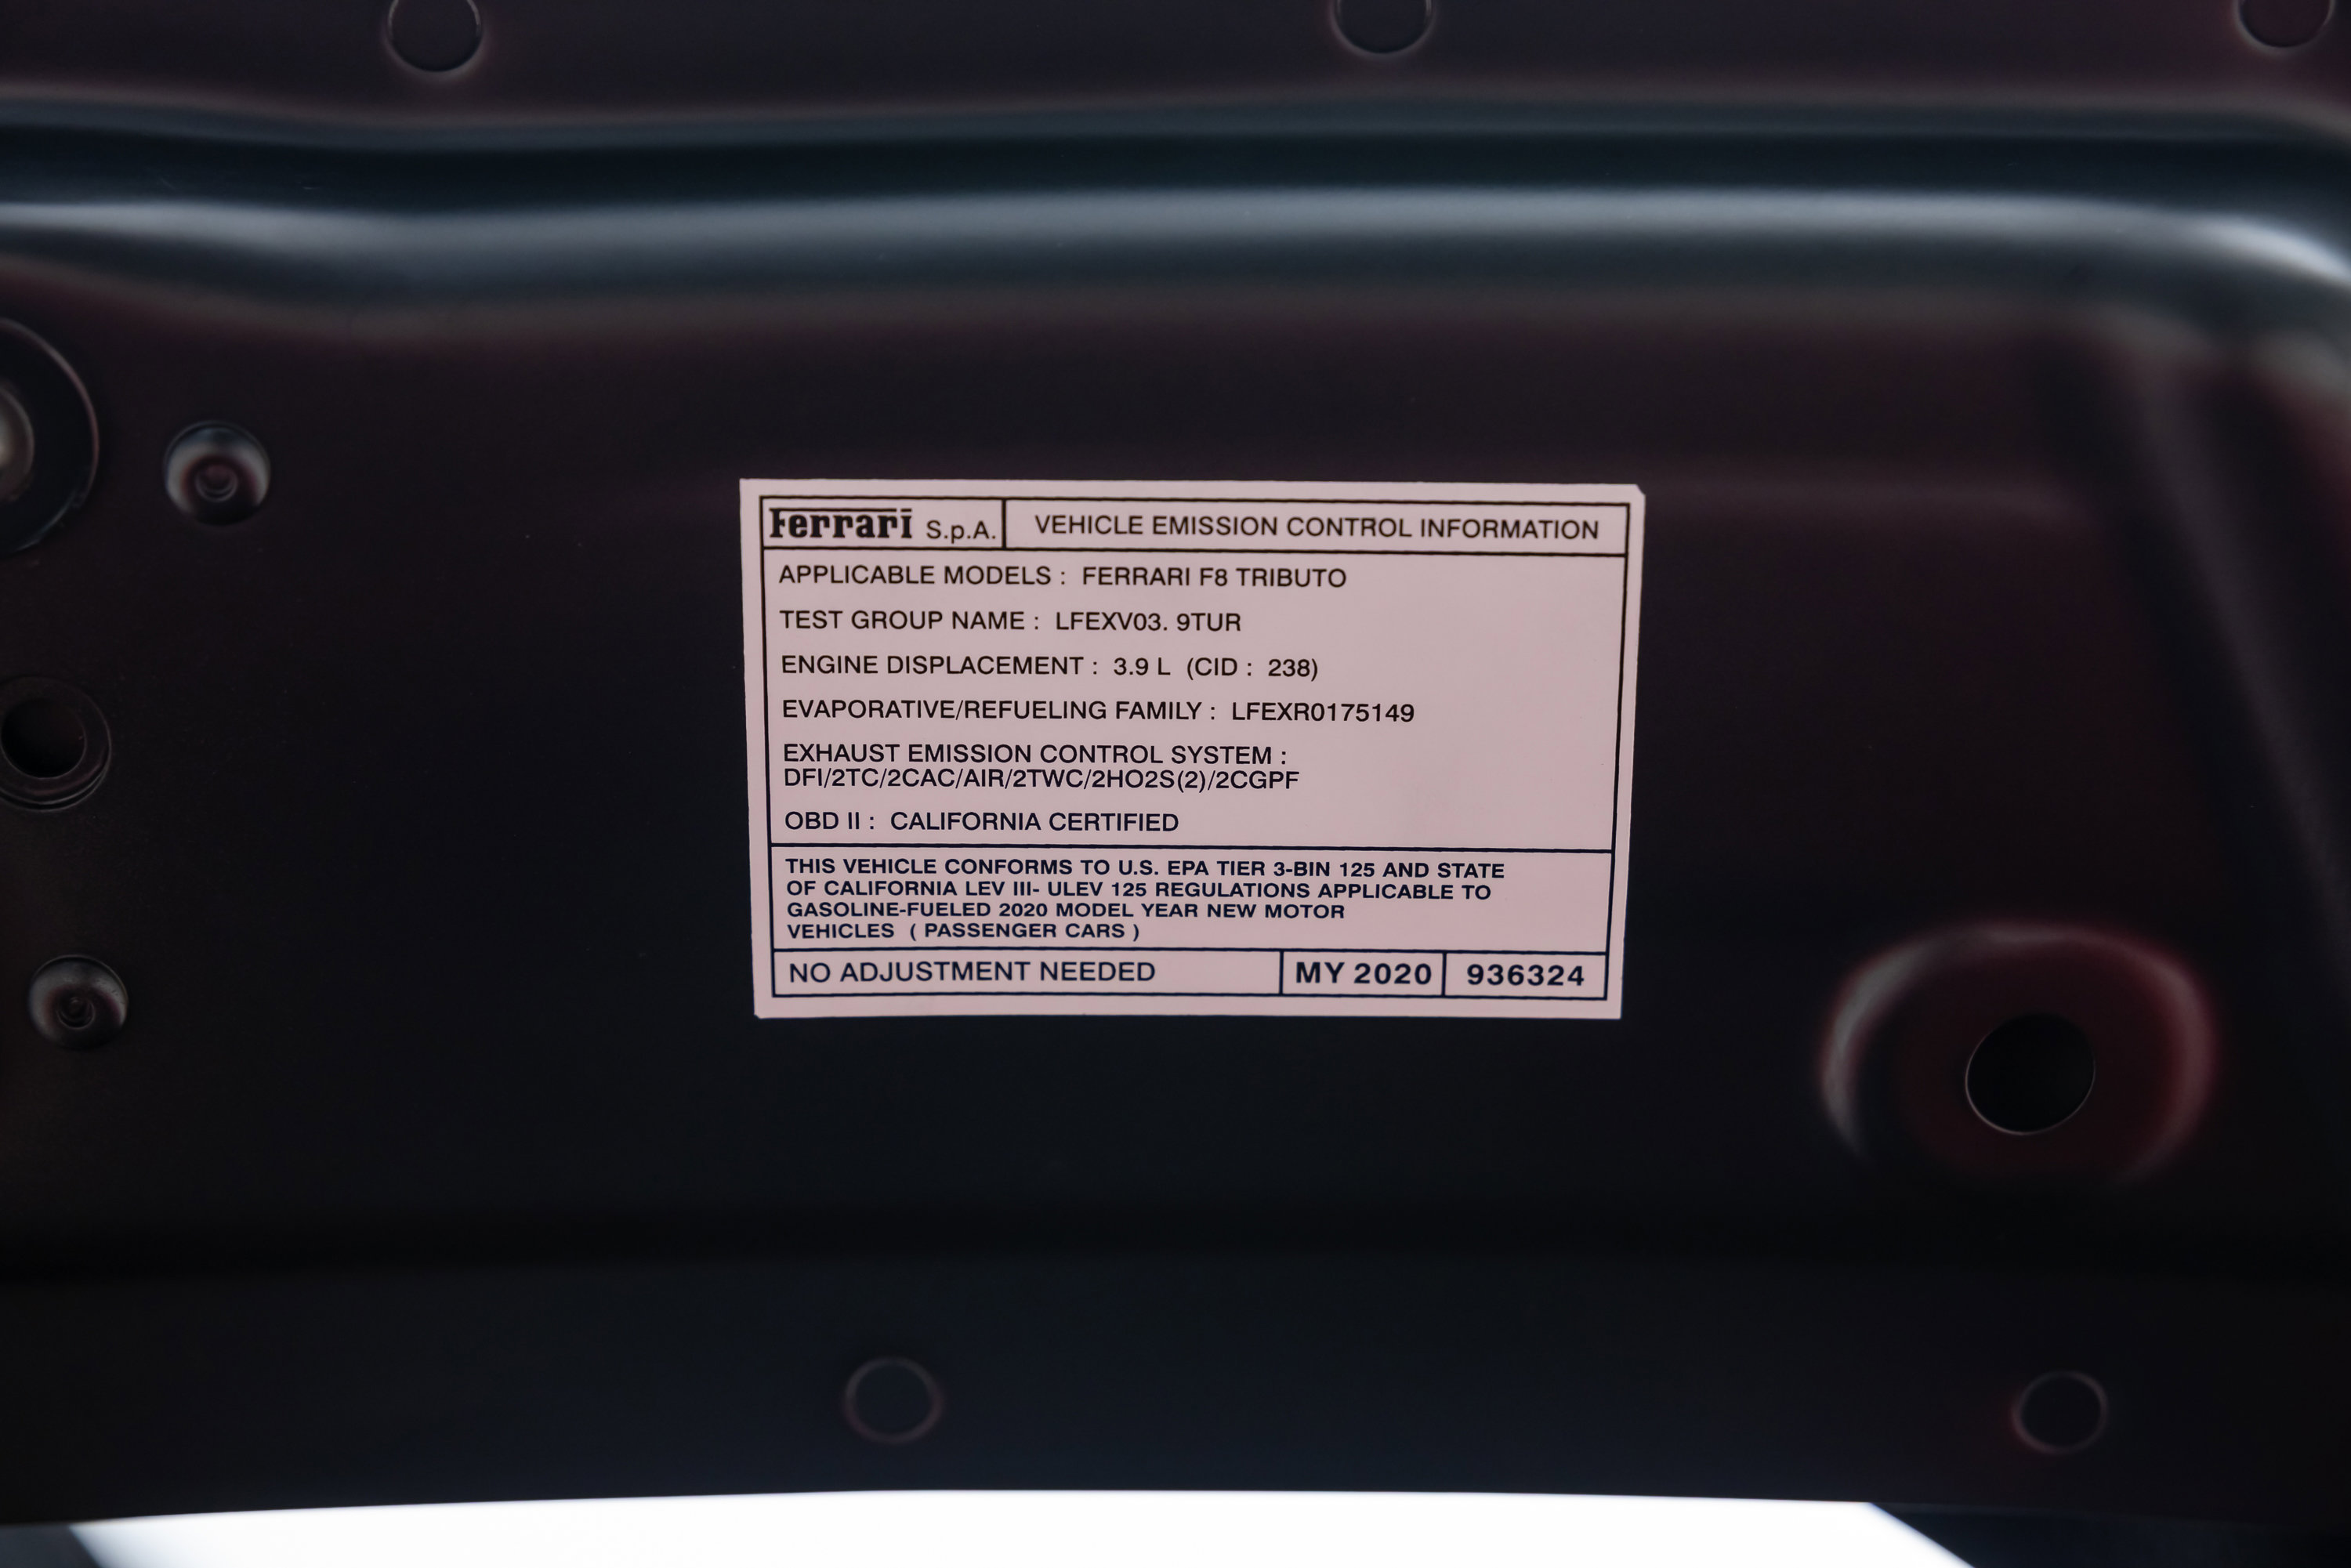 Ferrari S.p.A. VEHICLE EMISSION CONTROL INFORMATION
APPLICABLE MODELS : FERRARI F8 TRIBUTO
TEST GROUP NAME : LFEXV03. 9TUR
ENGINE DISPLACEMENT : 3.9 L (CID : 238)
EVAPORATIVE/REFUELING FAMILY : LFEXR0175149
EXHAUST EMISSION CONTROL SYSTEM :
DFI/2TC/2CAC/AIR/2TWC/2HO2S(2)/2CGPF
OBD II : CALIFORNIA CERTIFIED
THIS VEHICLE CONFORMS TO U.S. EPA TIER 3-BIN 125 AND STATE
OF CALIFORNIA LEV III- ULEV 125 REGULATIONS APPLICABLE TO
GASOLINE-FUELED 2020 MODEL YEAR NEW MOTOR
VEHICLES ( PASSENGER CARS )
NO ADJUSTMENT NEEDED MY 2020 936324